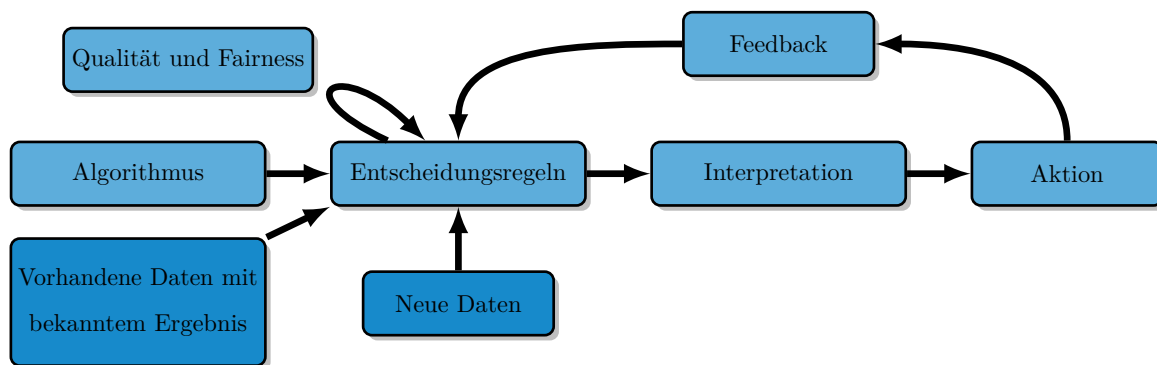 Qualität und Fairness
Feedback
Algorithmus
Entscheidungsregeln
Interpretation
Aktion
Vorhandene Daten mit
bekanntem Ergebnis
Neue Daten